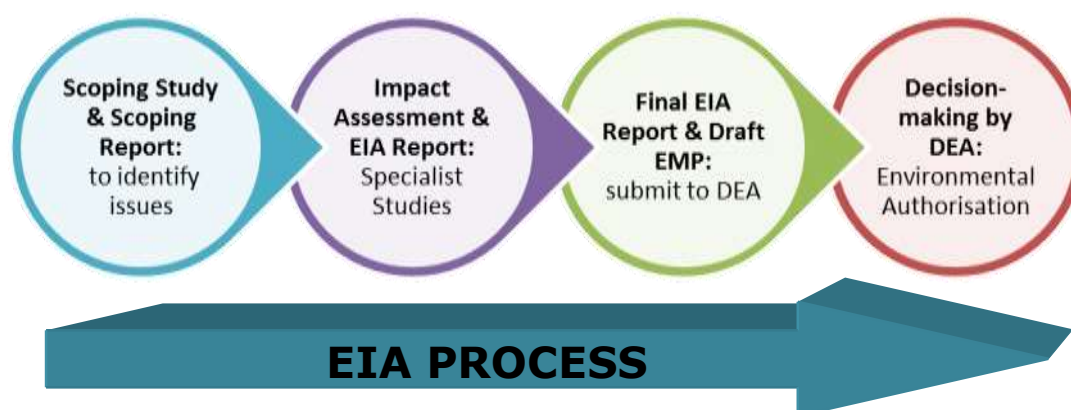 Scoping Study
& Scoping
Report:
to identify
issues
Impact
Assessment &
EIA Report:
Specialist
Studies
Final EIA
Report & Draft
EMP:
submit to DEA
Decision-
making by
DEA:
Environmental
Authorisation
EIA PROCESS